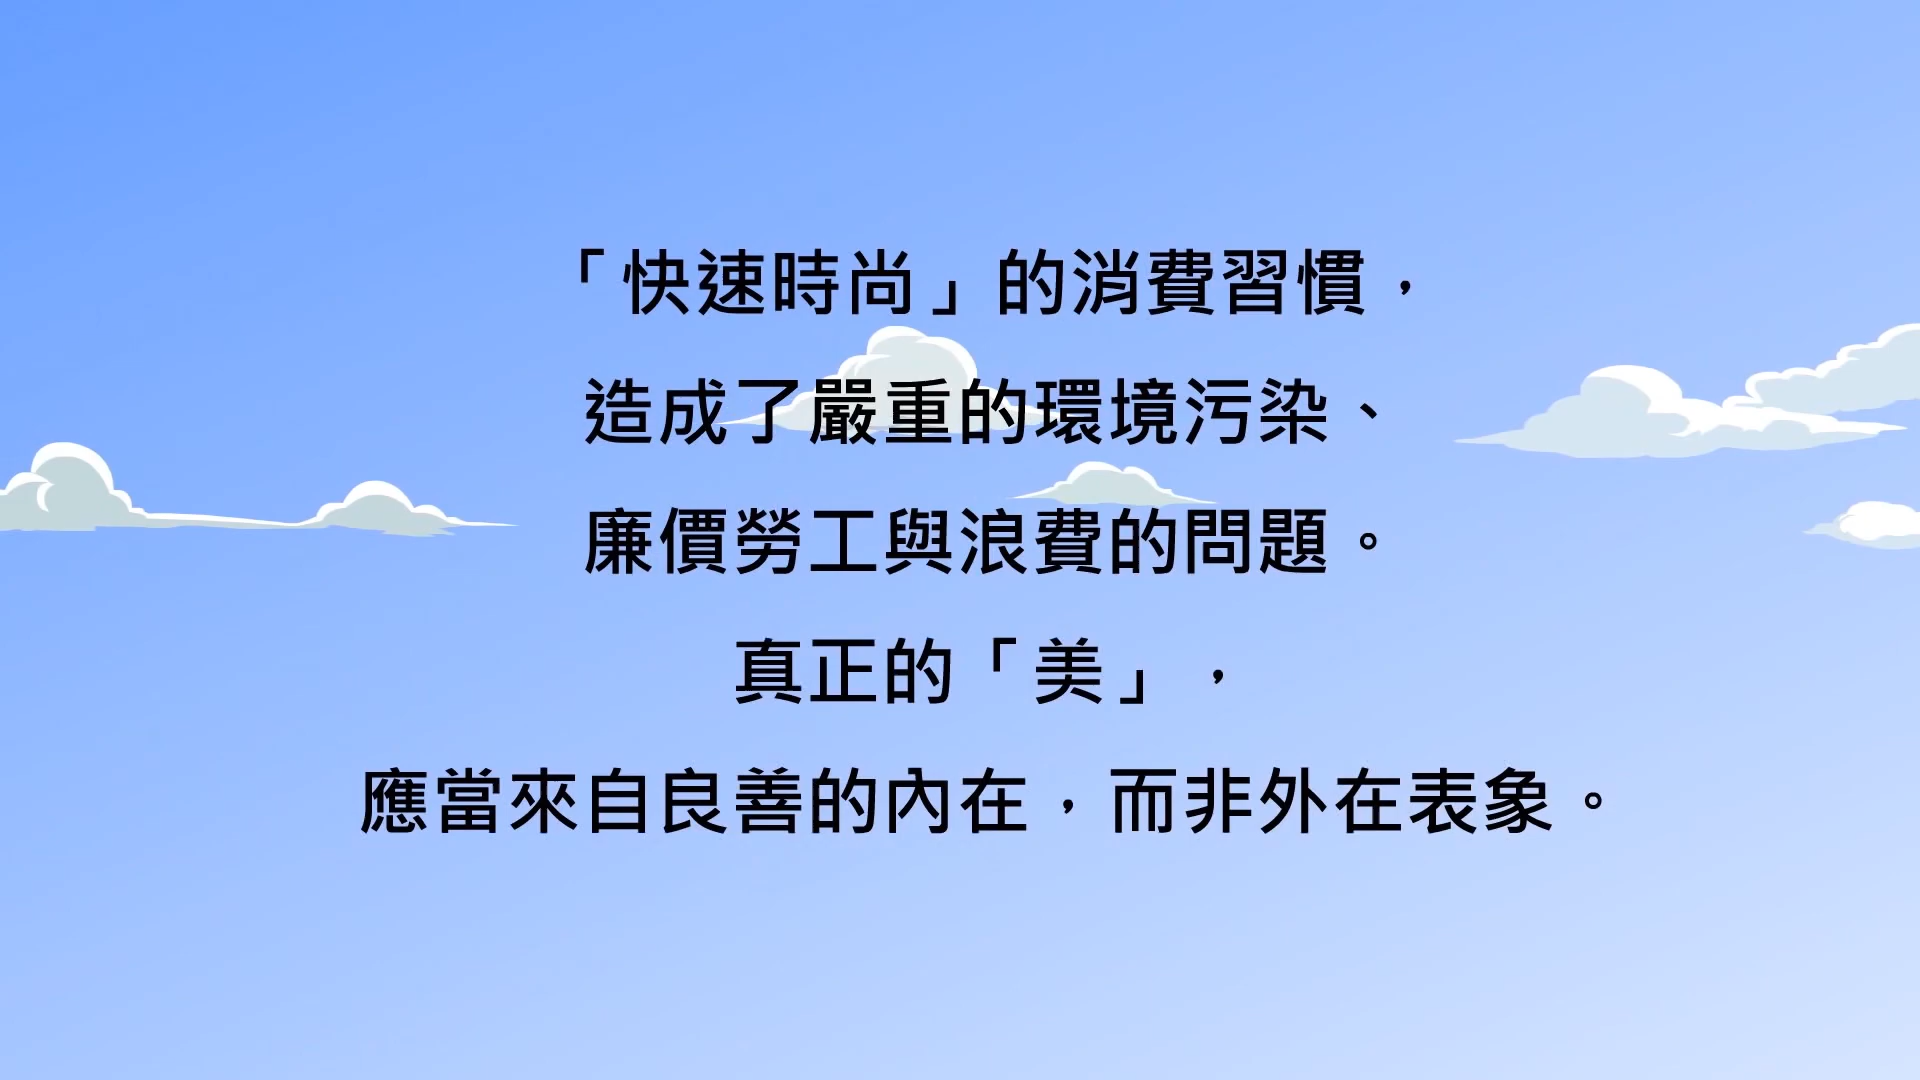 「快速時尚」的消費習慣，
造成了嚴重的環境污染、
廉價勞工與浪費的問題。
真正的「美」，
應當來自良善的內在，而非外在表象。